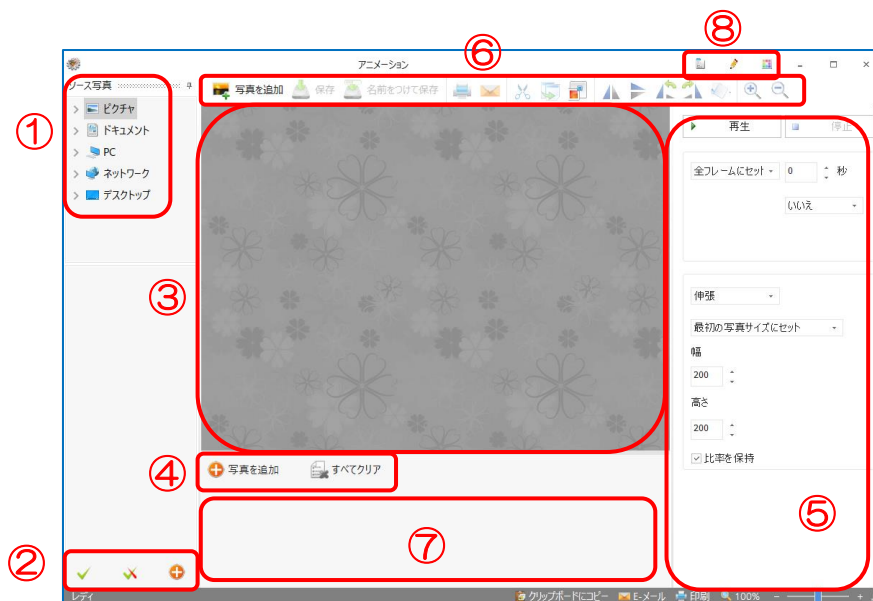 ⑧
⑥
アニメーション
ソース写真
写真を追加 保存 名前をつけて保存
①
ピクチャ
ドキュメント
PC
ネットワーク
デスクトップ
再生 停止
全フレームにセット 0 秒
いいえ
③
伸張
最初の写真サイズにセット
幅
200
高さ
200
比率を保持
④
写真を追加 すべてクリア
⑤
⑦
②
レディ クリップボードにコピー E-メール 印刷 100%